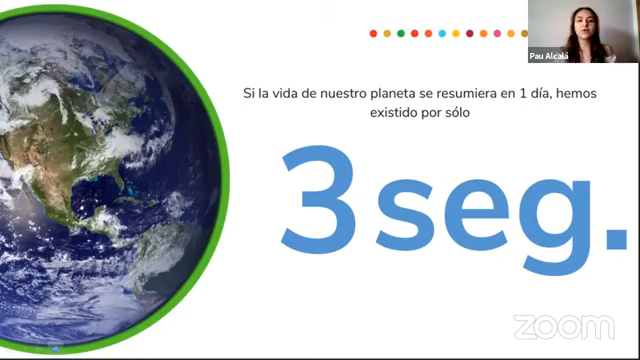 Pau Alcalá
Si la vida de nuestro planeta se resumiera en 1 día, hemos
existido por sólo
3 seg.
zoom